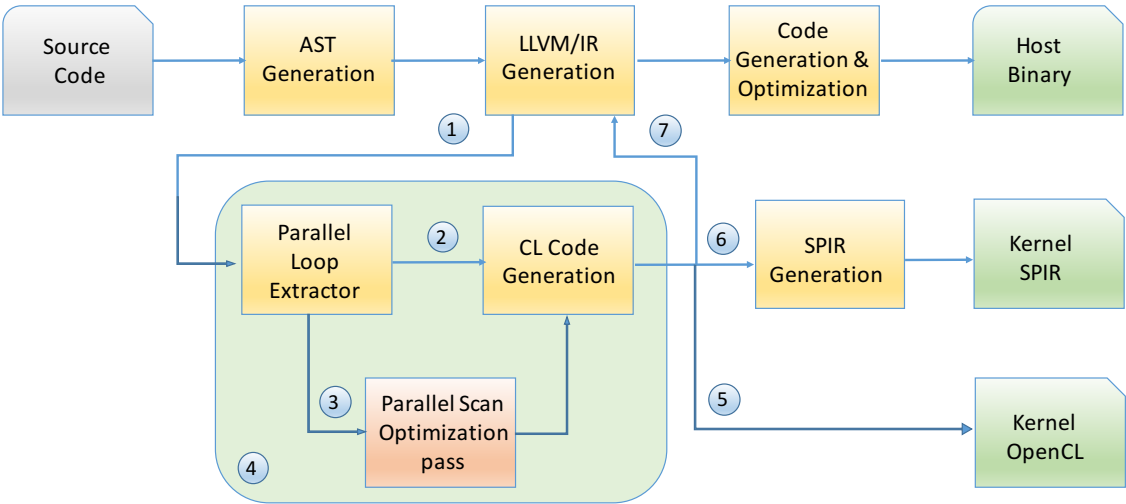 Source
Code
AST
Generation
LLVM/IR
Generation
Code
Generation &
Optimization
Host
Binary
1
7
Parallel
Loop
Extractor
2
CL Code
Generation
6
SPIR
Generation
Kernel
SPIR
3
Parallel Scan
Optimization
pass
5
Kernel
OpenCL
4